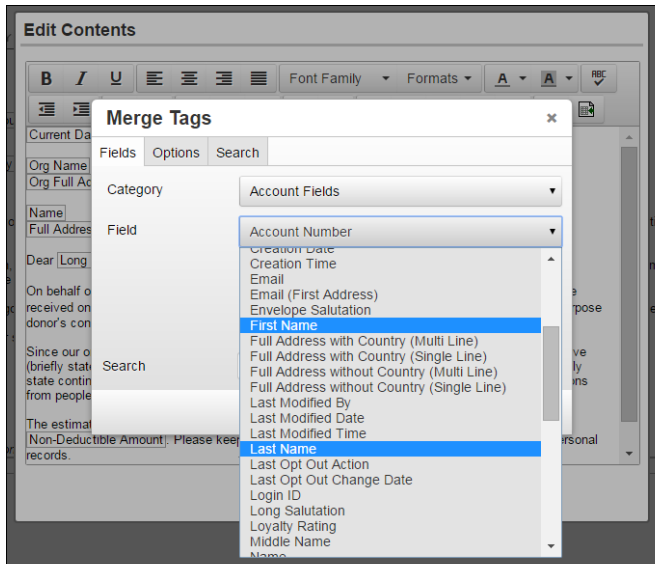 Edit Contents
B I U Font Family Formats A A ABC
Merge Tags ×
Current Da
Fields Options Search
Org Name
Org Full Ad
Category Account Fields
Name
Full Addres
Field Account Number
Creation Date
Creation Time
Dear Long
Email
Email (First Address)
On behalf o
Envelope Salutation
received on rpose
First Name
donor's con
Full Address with Country (Multi Line)
Since our o ve
Full Address with Country (Single Line)
(briefly state ly
Search
Full Address without Country (Multi Line)
state contin ons
Full Address without Country (Single Line)
from people
Last Modified By
Last Modified Date
The estimat
Last Modified Time
Non-Deductible Amount. Please keep ersonal
Last Name
records.
Last Opt Out Action
Last Opt Out Change Date
Login ID
Long Salutation
Loyalty Rating
Middle Name
Name